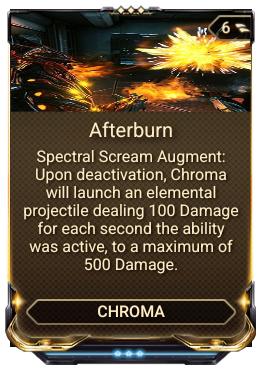 6
Afterburn
Spectral Scream Augment:
Upon deactivation, Chroma
will launch an elemental
projectile dealing 100 Damage
for each second the ability
was active, to a maximum of
500 Damage.
CHROMA